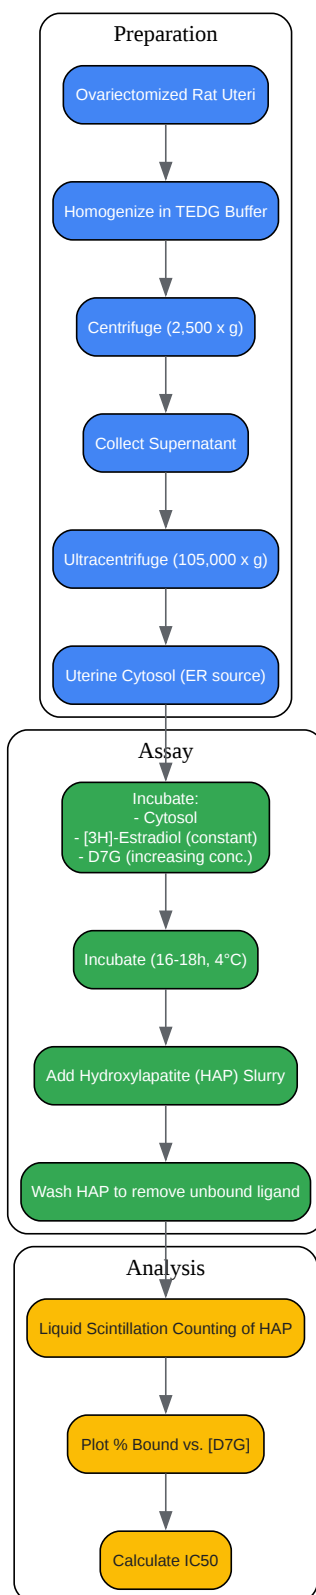 Preparation
Ovariectomized Rat Uteri
Homogenize in TEDG Buffer
Centrifuge (2,500 x g)
Collect Supernatant
Ultracentrifuge (105,000 x g)
Uterine Cytosol (ER source)
Assay
Incubate:
- Cytosol
- [3H]-Estradiol (constant)
- D7G (increasing conc.)
Incubate (16-18h, 4°C)
Add Hydroxylapatite (HAP) Slurry
Wash HAP to remove unbound ligand
Analysis
Liquid Scintillation Counting of HAP
Plot % Bound vs. [D7G]
Calculate IC50